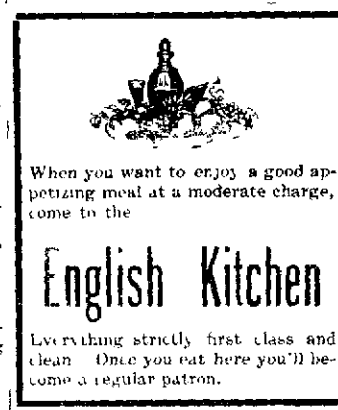 When you want to enjoy a good ap-
petizing meal at a moderate charge,
come to the
English Kitchen
Everything strictly first class and
clean Once you eat here you'll be-
come a regular patron.